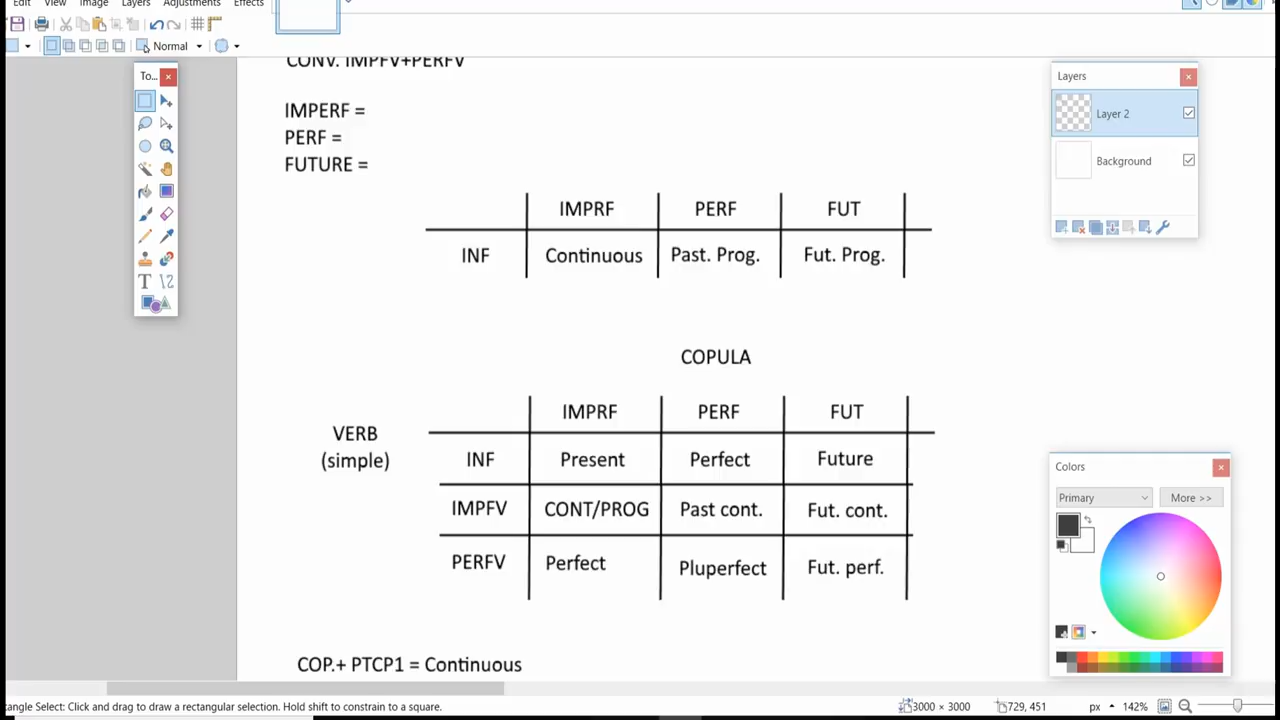 Edit View Image Layers Adjustments Effects
Normal
To...
CONV. IMPFV+PERFV
IMPERF =
PERF =
FUTURE =
IMPRF PERF FUT
INF Continuous Past. Prog. Fut. Prog.
COPULA
IMPRF PERF FUT
VERB
(simple)
INF Present Perfect Future
IMPFV CONT/PROG Past cont. Fut. cont.
PERFV Perfect Pluperfect Fut. perf.
COP.+ PTCP1 = Continuous
Layers
Layer 2
Background
Colors
Primary More >>
tangle Select: Click and drag to draw a rectangular selection. Hold shift to constrain to a square.
3000 × 3000 729, 451 px 142%